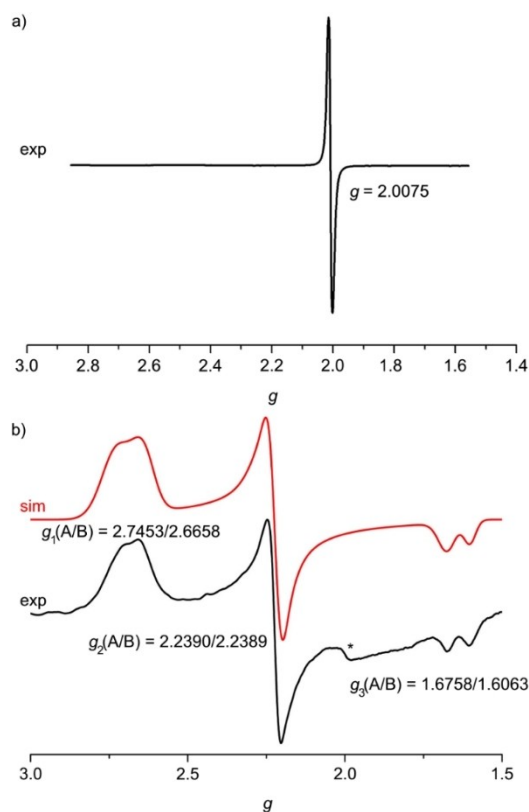 a)
exp
g = 2.0075
3.0 2.8 2.6 2.4 2.2 2.0 1.8 1.6 1.4
g
b)
sim
g1(A/B) = 2.7453/2.6658
exp
g2(A/B) = 2.2390/2.2389
*
g3(A/B) = 1.6758/1.6063
3.0 2.5 2.0 1.5
g